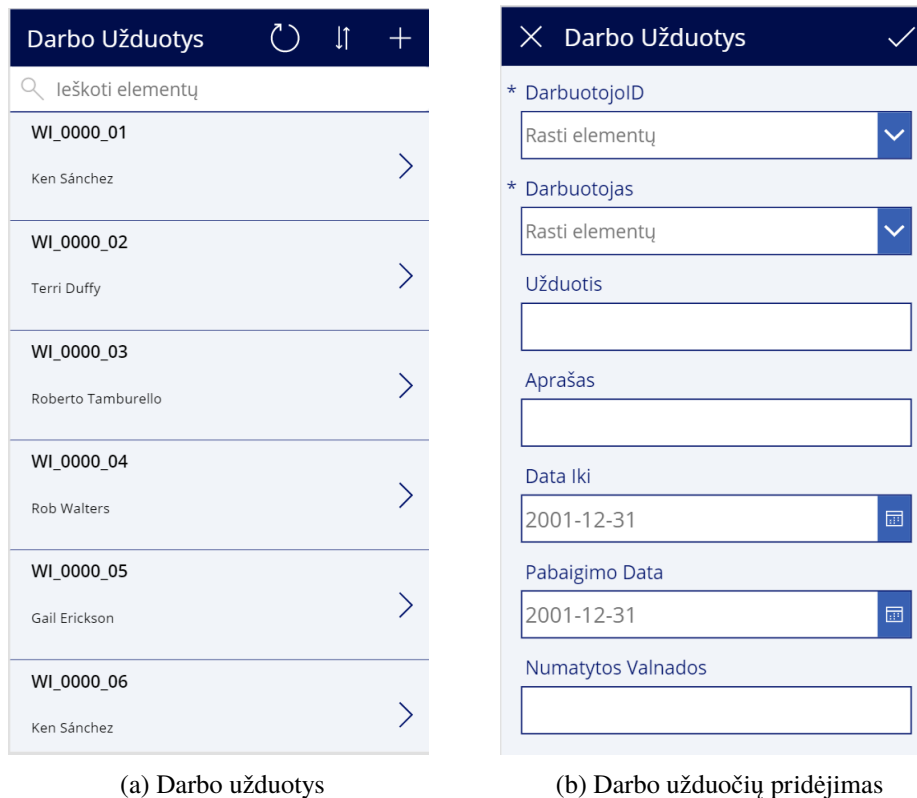 Darbo Užduotys
Ieškoti elementų
WI_0000_01
Ken Sánchez
WI_0000_02
Terri Duffy
WI_0000_03
Roberto Tamburello
WI_0000_04
Rob Walters
WI_0000_05
Gail Erickson
WI_0000_06
Ken Sánchez
(a) Darbo užduotys
Darbo Užduotys
* DarbuotojoID
Rasti elementų
* Darbuotojas
Rasti elementų
Užduotis
Aprašas
Data Iki
2001-12-31
Pabaigimo Data
2001-12-31
Numatytos Valnados
(b) Darbo užduočių pridėjimas